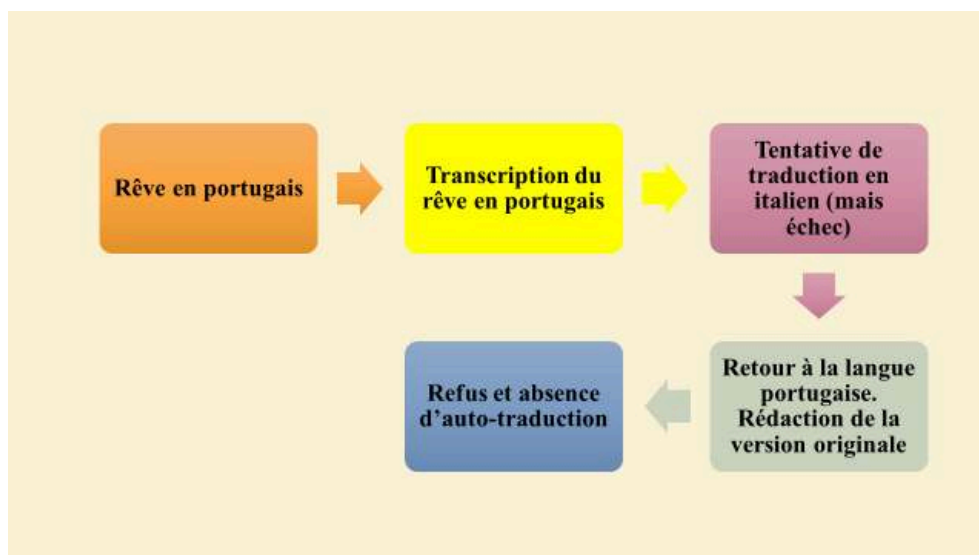 Rêve en portugais
Transcription du
rêve en portugais
Tentative de
traduction en
italien (mais
échec)
Retour à la langue
portugaise.
Rédaction de la
version originale
Refus et absence
d’auto-traduction